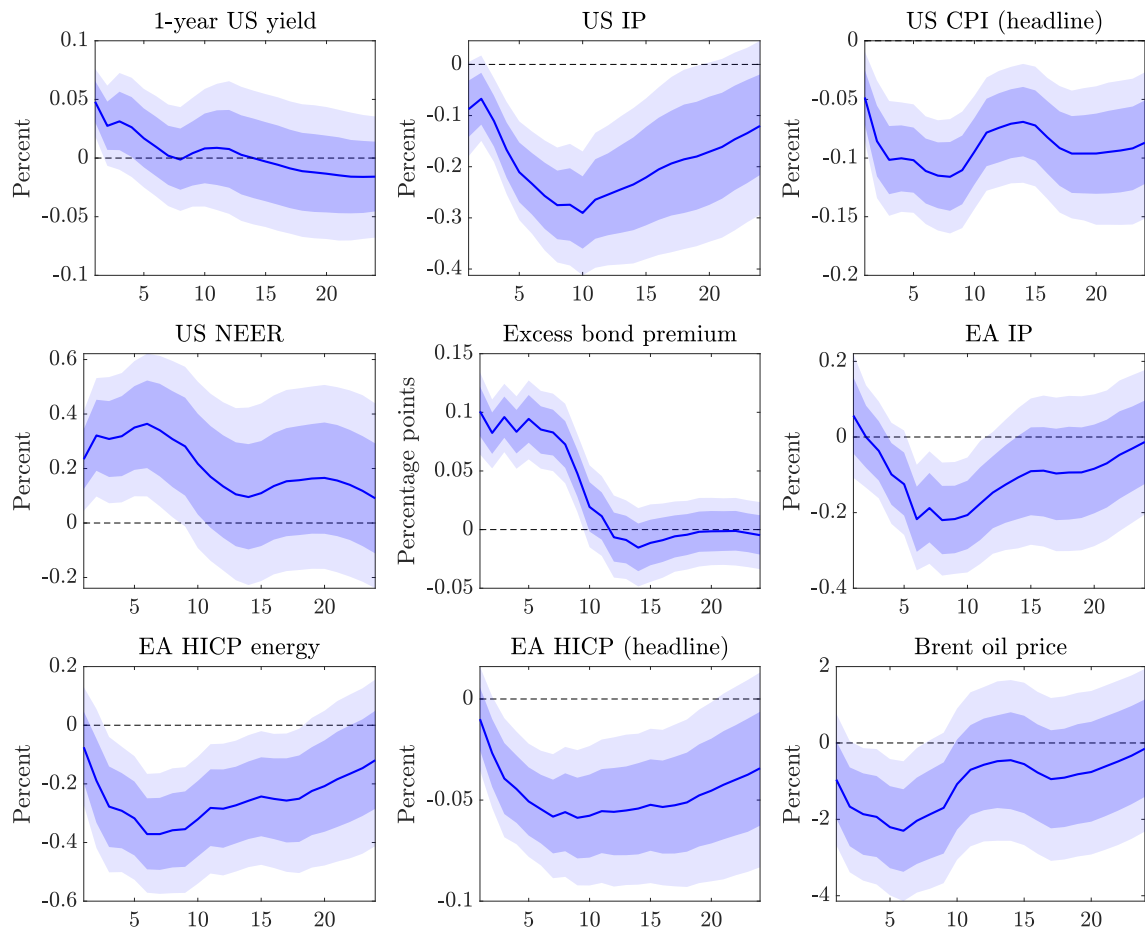 1-year US yield
Percent
0.1
0.05
0
-0.05
-0.1
5 10 15 20
US IP
0
-0.1
-0.2
-0.3
-0.4
5 10 15 20
US CPI (headline)
Percent
0
-0.05
-0.1
-0.15
-0.2
5 10 15 20
US NEER
Percent
0.6
0.4
0.2
0
-0.2
5 10 15 20
Excess bond premium
Percentage points
0.15
0.1
0.05
0
-0.05
5 10 15 20
EA IP
Percent
0.2
0
-0.2
-0.4
5 10 15 20
EA HICP energy
Percent
0.2
0
-0.2
-0.4
-0.6
5 10 15 20
EA HICP (headline)
Percent
0
-0.05
-0.1
5 10 15 20
Brent oil price
Percent
2
0
-2
-4
5 10 15 20